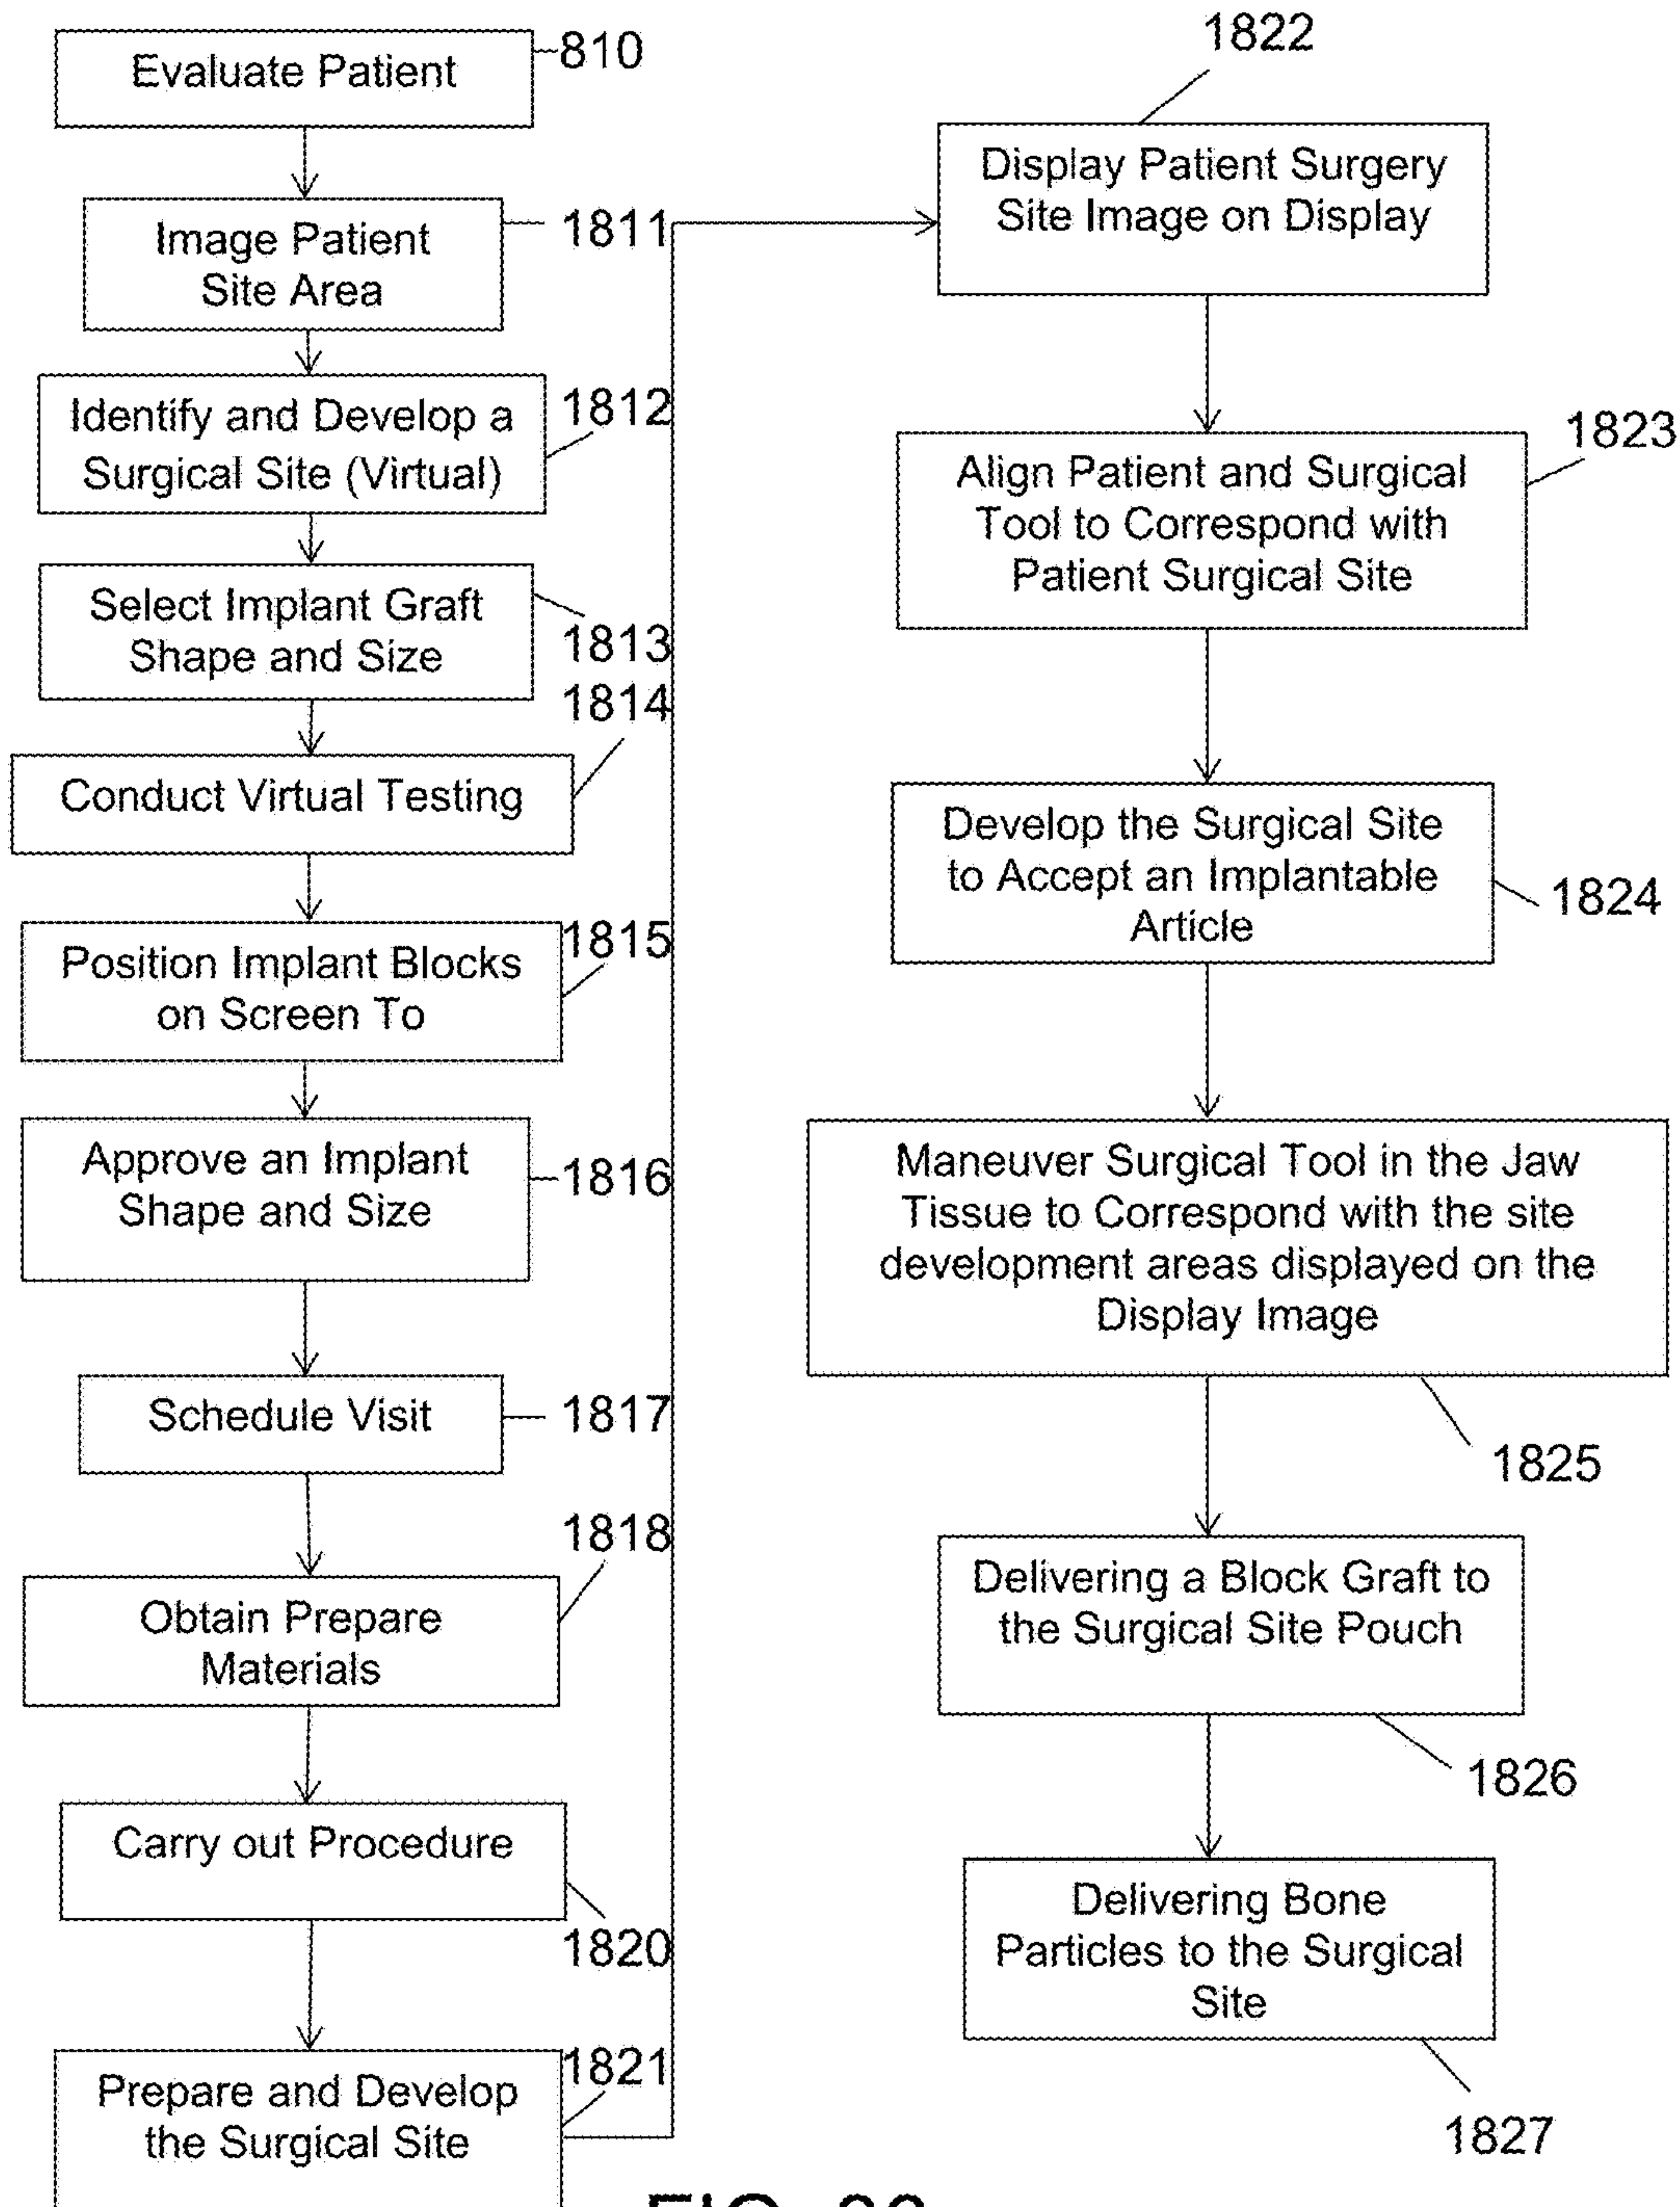 Evaluate Patient
810
Image Patient
Site Area
1811
Identify and Develop a
Surgical Site (Virtual)
1812
Select Implant Graft
Shape and Size
1813
1814
Conduct Virtual Testing
Position Implant Blocks
on Screen To
1815
Approve an Implant
Shape and Size
1816
Schedule Visit
1817
1818
Obtain Prepare
Materials
Carry out Procedure
1820
1821
Prepare and Develop
the Surgical Site
1822
Display Patient Surgery
Site Image on Display
1823
Align Patient and Surgical
Tool to Correspond with
Patient Surgical Site
Develop the Surgical Site
to Accept an Implantable
Article
1824
Maneuver Surgical Tool in the Jaw
Tissue to Correspond with the site
development areas displayed on the
Display Image
1825
Delivering a Block Graft to
the Surgical Site Pouch
1826
Delivering Bone
Particles to the Surgical
Site
1827
FIG.